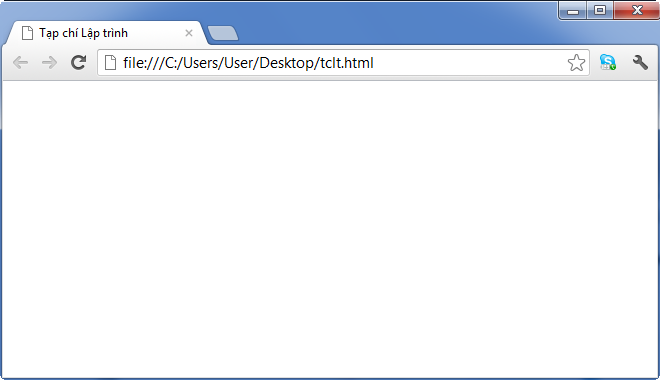 Tạp chí Lập trình
file:///C:/Users/User/Desktop/tclt.html